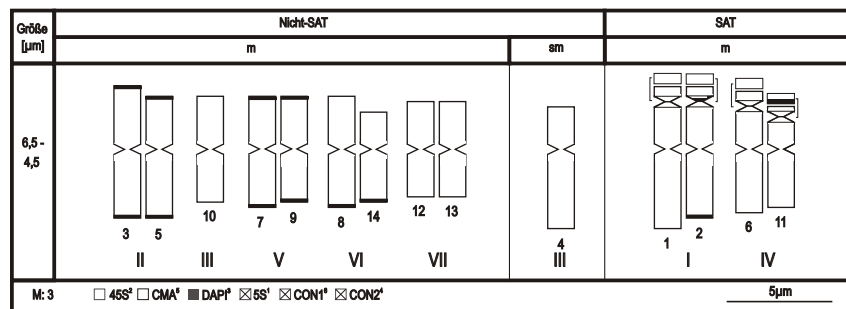 Größe [µm]
Nicht-SAT
SAT
m
sm
m
6,5 - 4,5
3 5 10 7 9 8 14 12 13 4 1 2 6 11
II III V VI VII III I IV
M: 3 45S² CMA⁵ DAPI³ 5S¹ CON1⁶ CON2⁴ 5µm